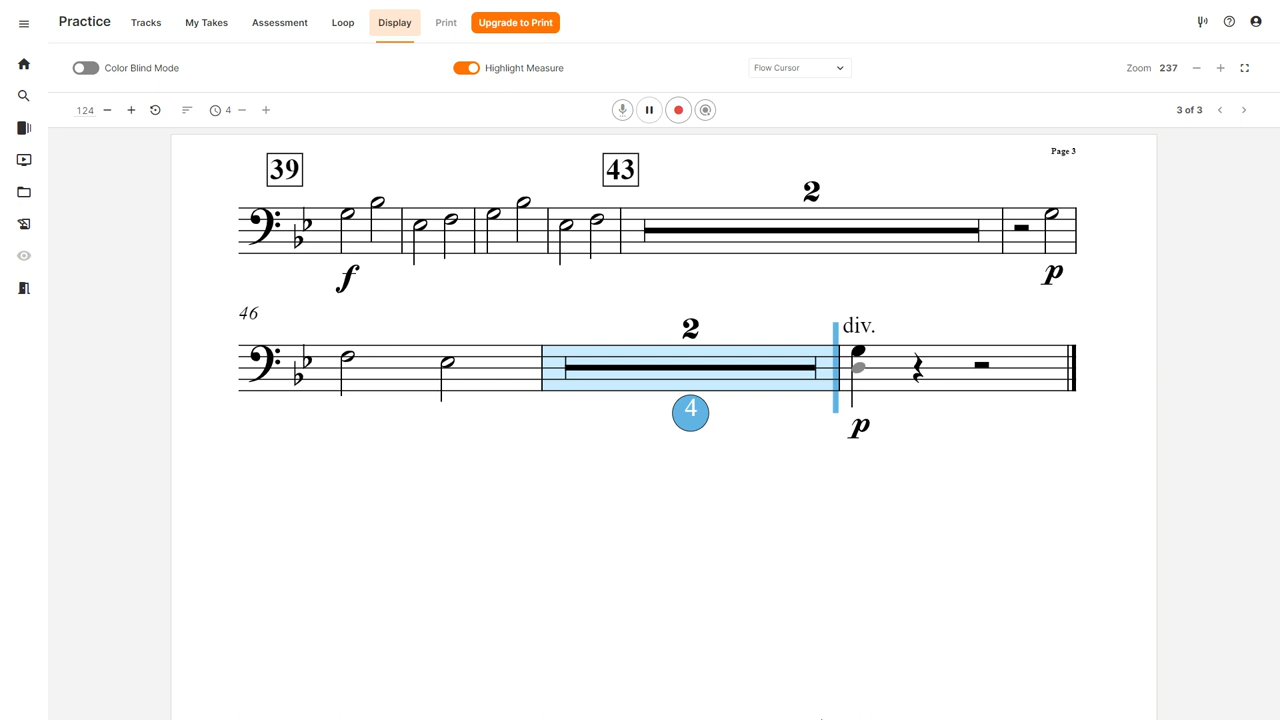 Practice Tracks My Takes Assessment Loop Display Print Upgrade to Print
Color Blind Mode Highlight Measure Flow Cursor Zoom 237
124 4 3 of 3
Page 3
39 43
2
f p
46
2 div.
4
p